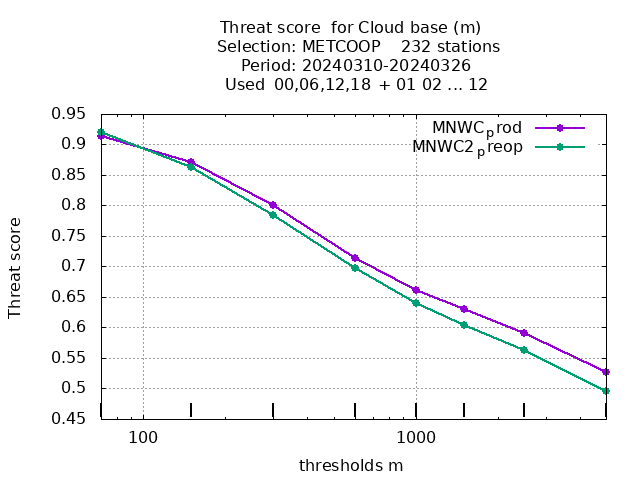 Threat score  for Cloud base (m)
Selection: METCOOP    232 stations
Period: 20240310-20240326
Used  00,06,12,18 + 01 02 ... 12
MNWCprod
MNWC2preop
0.95
0.9
0.85
0.8
0.75
0.7
0.65
0.6
0.55
0.5
0.45
Threat score
100
1000
thresholds m